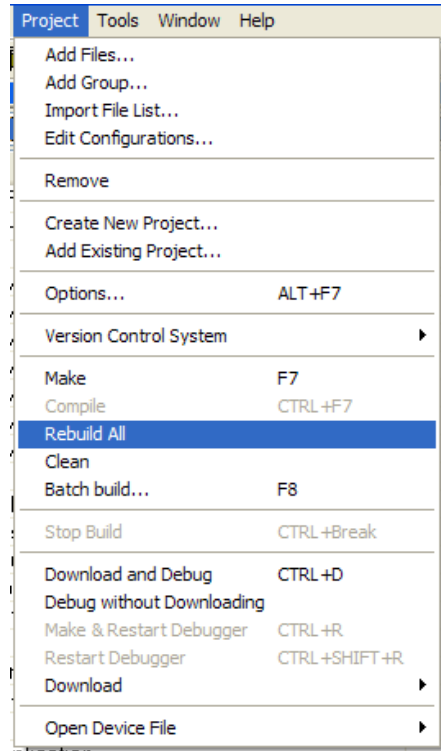 Project Tools Window Help
Add Files...
Add Group...
Import File List...
Edit Configurations...
Remove
Create New Project...
Add Existing Project...
Options... ALT+F7
Version Control System
Make F7
Compile CTRL+F7
Rebuild All
Clean
Batch build... F8
Stop Build CTRL+Break
Download and Debug CTRL+D
Debug without Downloading
Make & Restart Debugger CTRL+R
Restart Debugger CTRL+SHIFT+R
Download
Open Device File